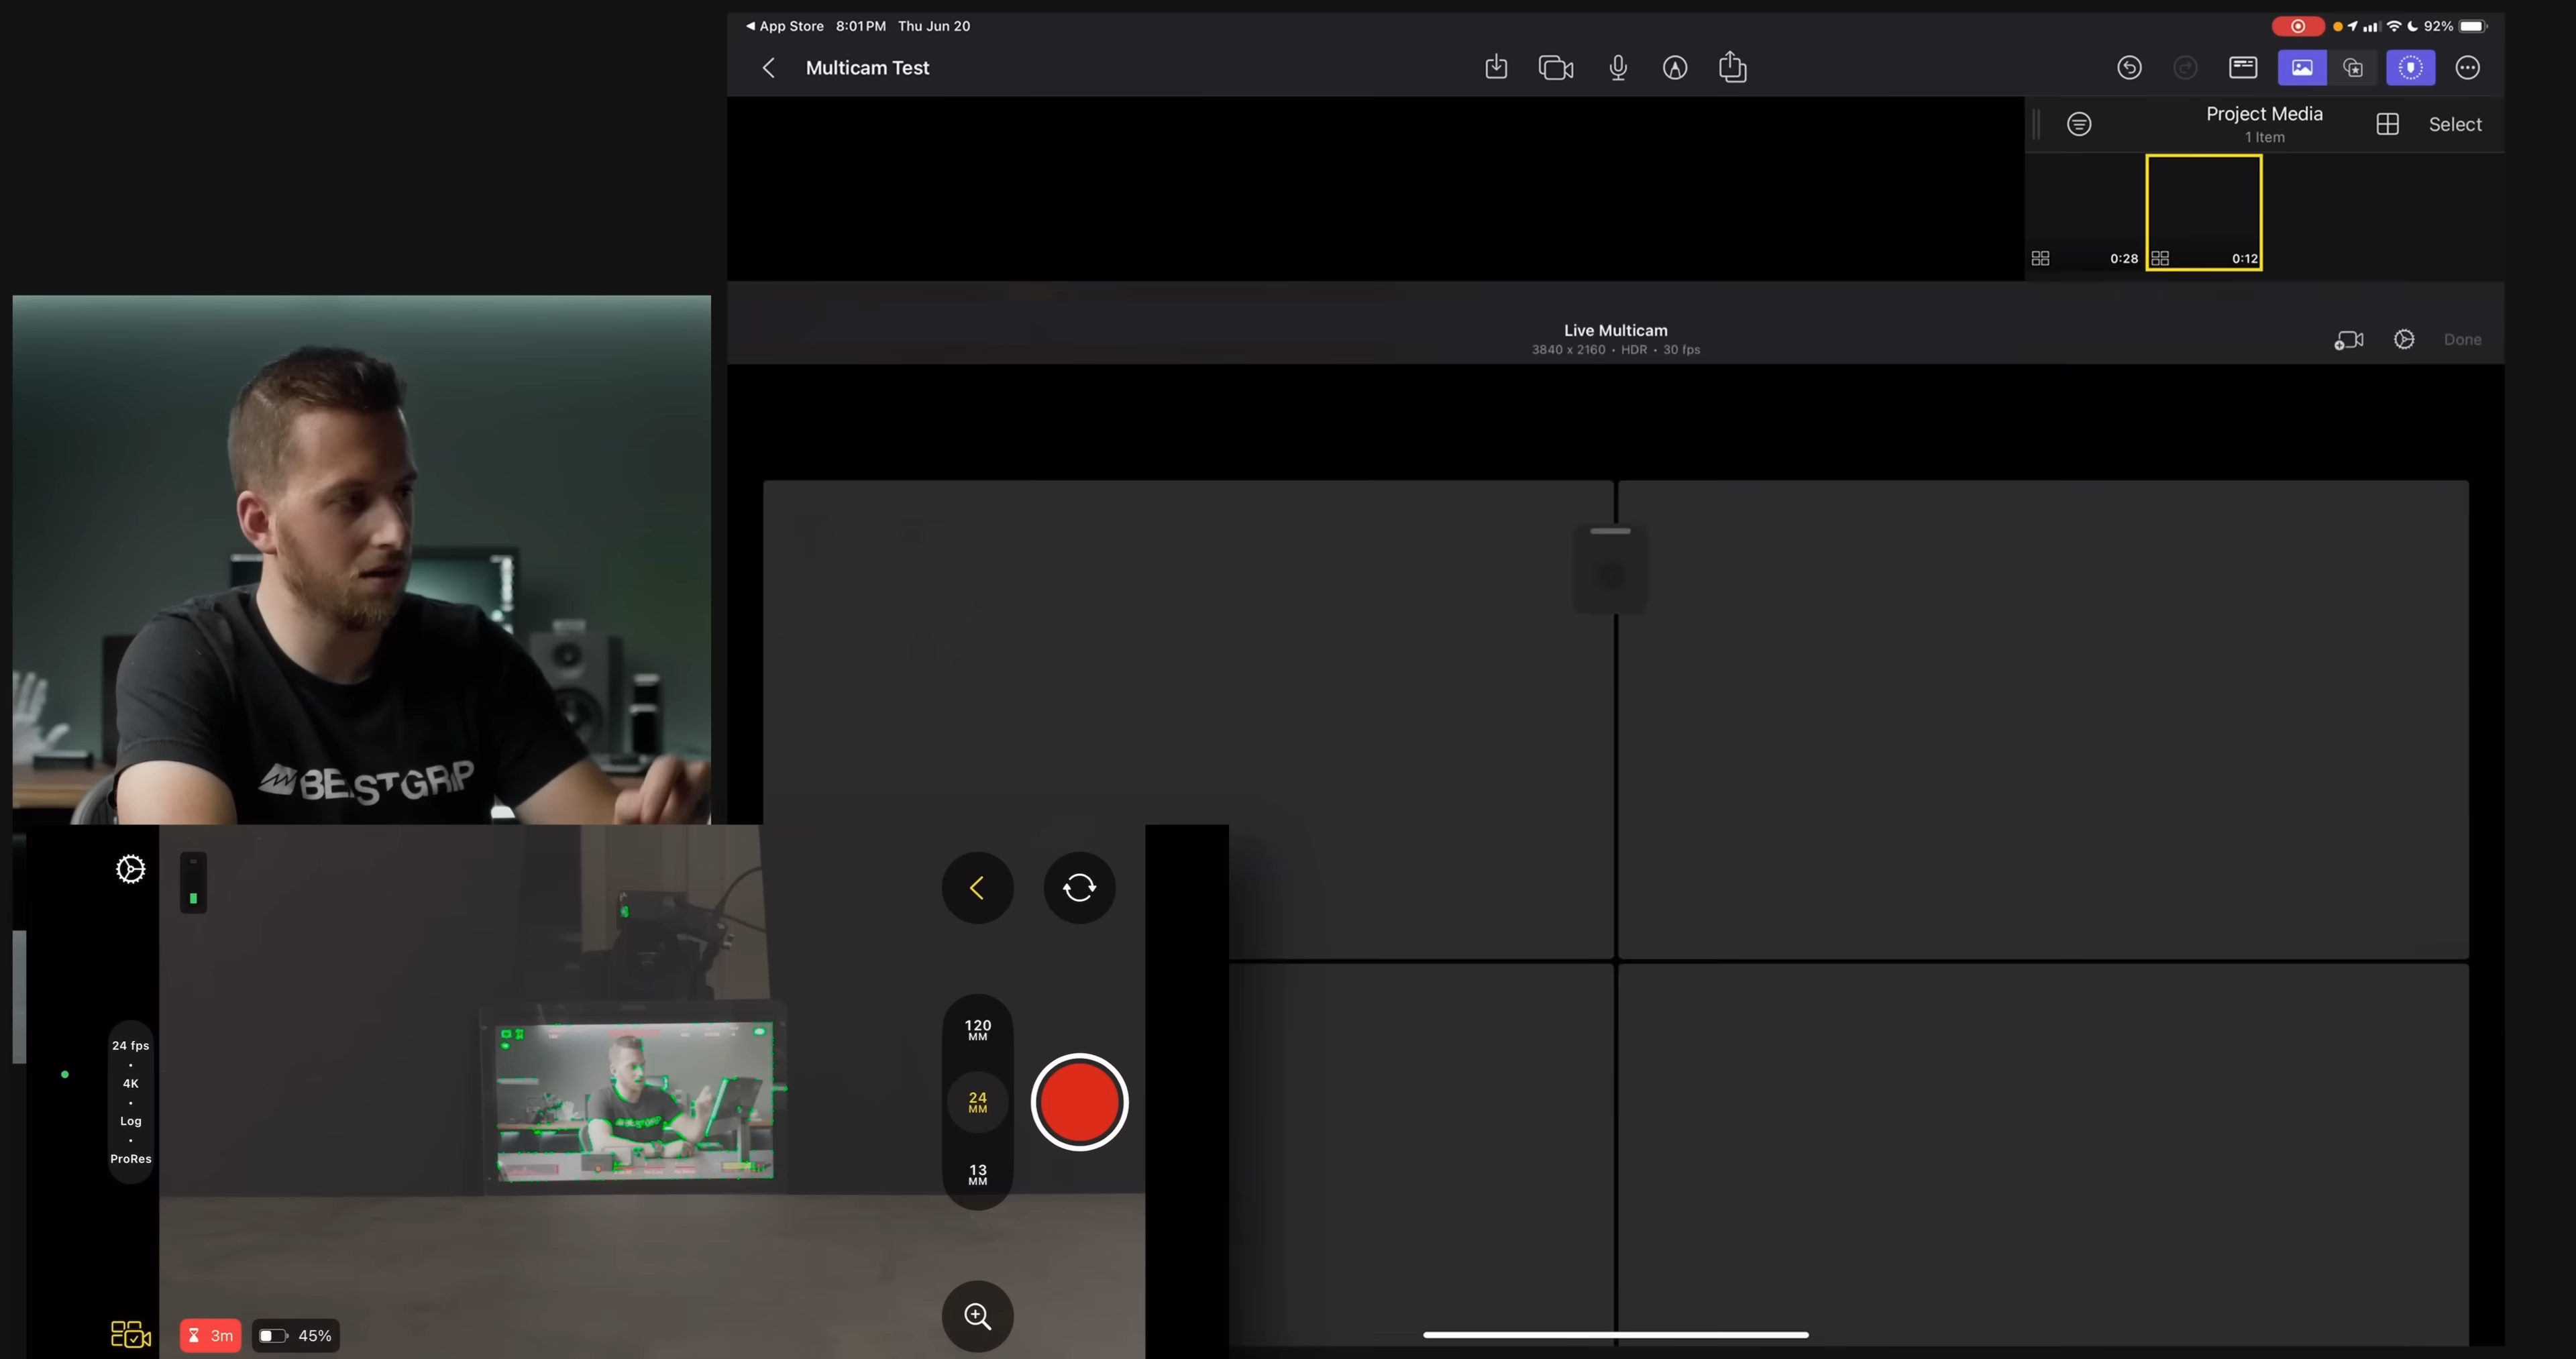 App Store 8:01 PM Thu Jun 20
92%
Multicam Test
Project Media
1 Item
Select
0:28
0:12
Live Multicam
3840 x 2160 • HDR • 30 fps
Done
BEASTGRIP
24 fps
4K
Log
ProRes
120
MM
24
MM
13
MM
3m
45%